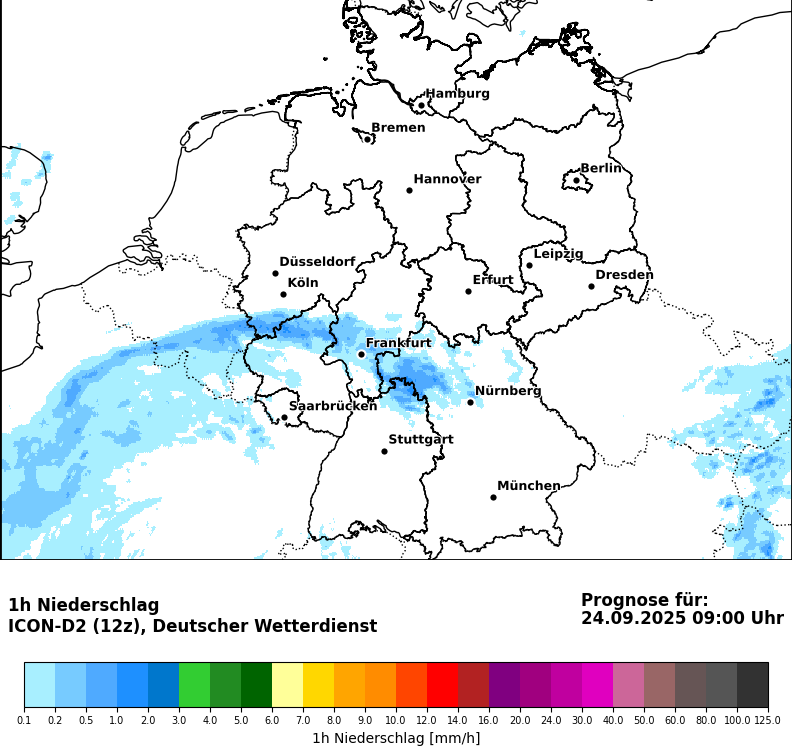 Hamburg
Bremen
Berlin
Hannover
Leipzig
Düsseldorf
Dresden
Köln
Erfurt
Frankfurt
Nürnberg
Saarbrücken
Stuttgart
München
1h Niederschlag
ICON-D2 (12z), Deutscher Wetterdienst
Prognose für:
24.09.2025 09:00 Uhr
0.1 0.2 0.5 1.0 2.0 3.0 4.0 5.0 6.0 7.0 8.0 9.0 10.0 12.0 14.0 16.0 20.0 24.0 30.0 40.0 50.0 60.0 80.0 100.0 125.0
1h Niederschlag [mm/h]